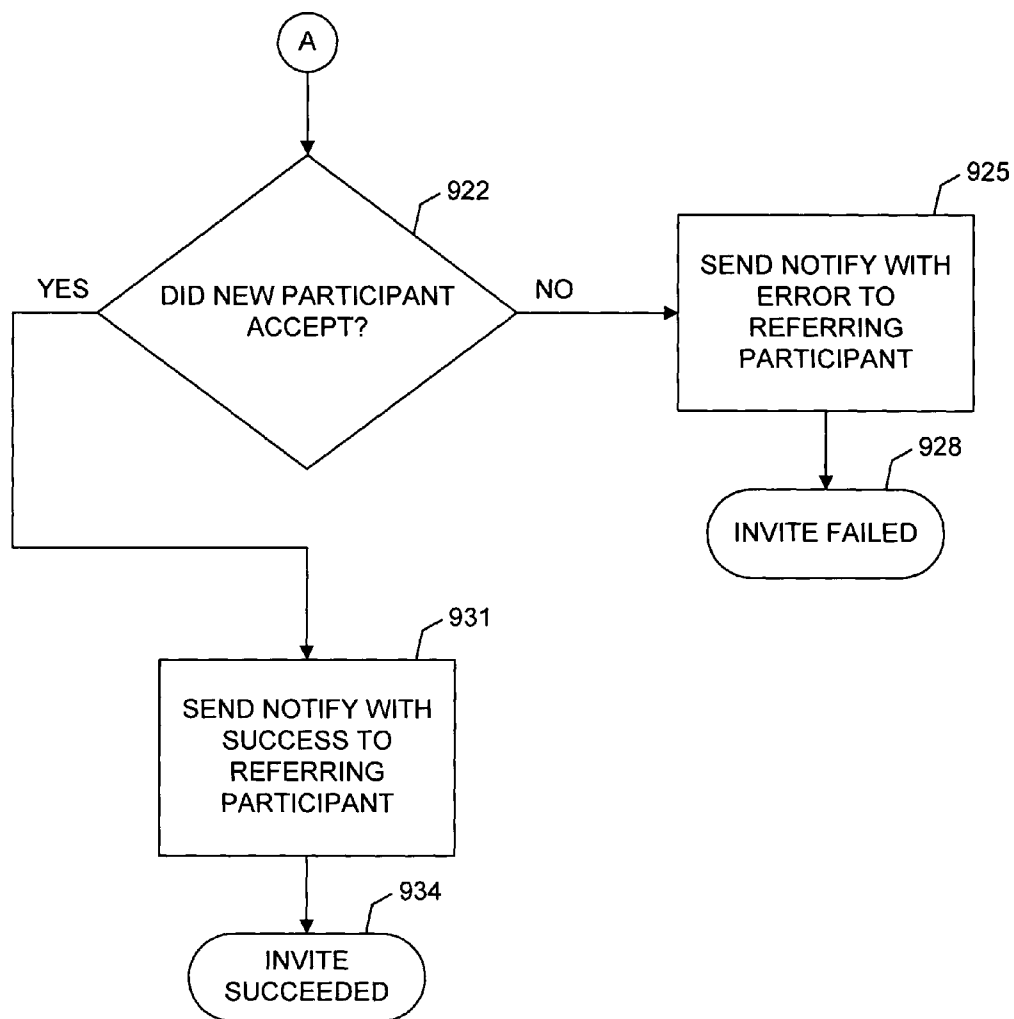 A
922
DID NEW PARTICIPANT
ACCEPT?
YES
NO
925
SEND NOTIFY WITH
ERROR TO
REFERRING
PARTICIPANT
928
INVITE FAILED
931
SEND NOTIFY WITH
SUCCESS TO
REFERRING
PARTICIPANT
934
INVITE
SUCCEEDED